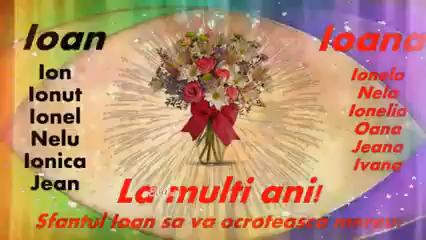 Ioan
Ion
Ionut
Ionel
Nelu
Ionica
Jean
Ioana
Ionela
Nela
Ionelia
Oana
Jeana
Ivana
La multi ani!
Sfantul Ioan sa va ocroteasca mereu!